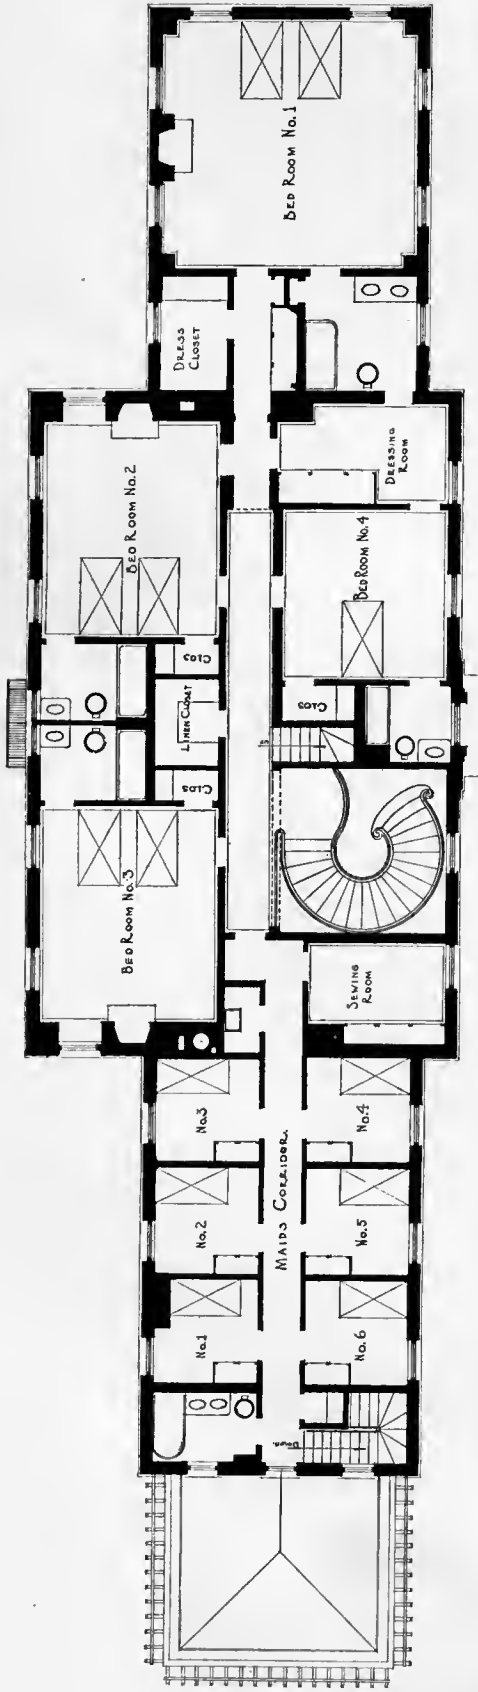 BED ROOM No. 1
DRESS
CLOSET
DRESSING
ROOM
BED ROOM No. 2
BED ROOM No. 4
CLOS
CLOS
LINEN CLOSET
CLOS
BED ROOM No. 3
SEWING
ROOM
No. 3
No. 4
MAIDS CORRIDOR.
No. 2
No. 5
No. 1
No. 6
DOWN